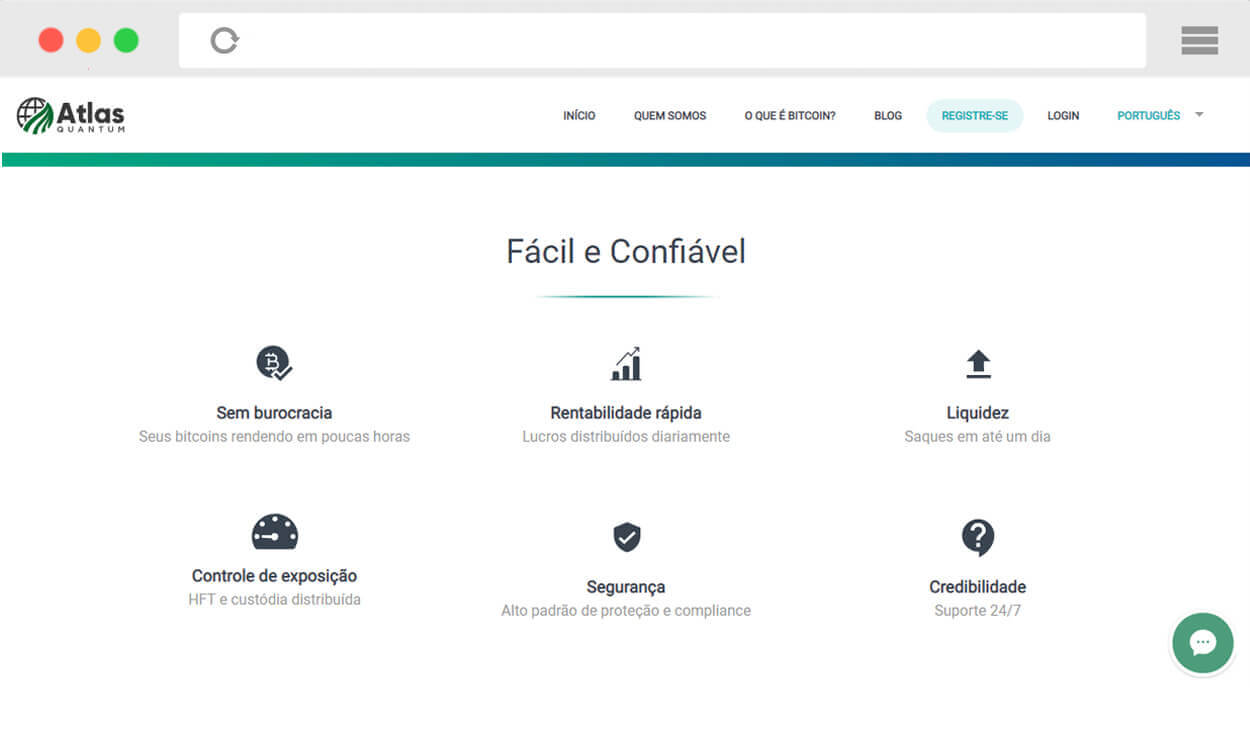 Atlas
QUANTUM
INÍCIO QUEM SOMOS O QUE É BITCOIN? BLOG REGISTRE-SE LOGIN PORTUGUÊS
Fácil e Confiável
Sem burocracia
Seus bitcoins rendendo em poucas horas
Rentabilidade rápida
Lucros distribuídos diariamente
Liquidez
Saques em até um dia
Controle de exposição
HFT e custódia distribuída
Segurança
Alto padrão de proteção e compliance
Credibilidade
Suporte 24/7